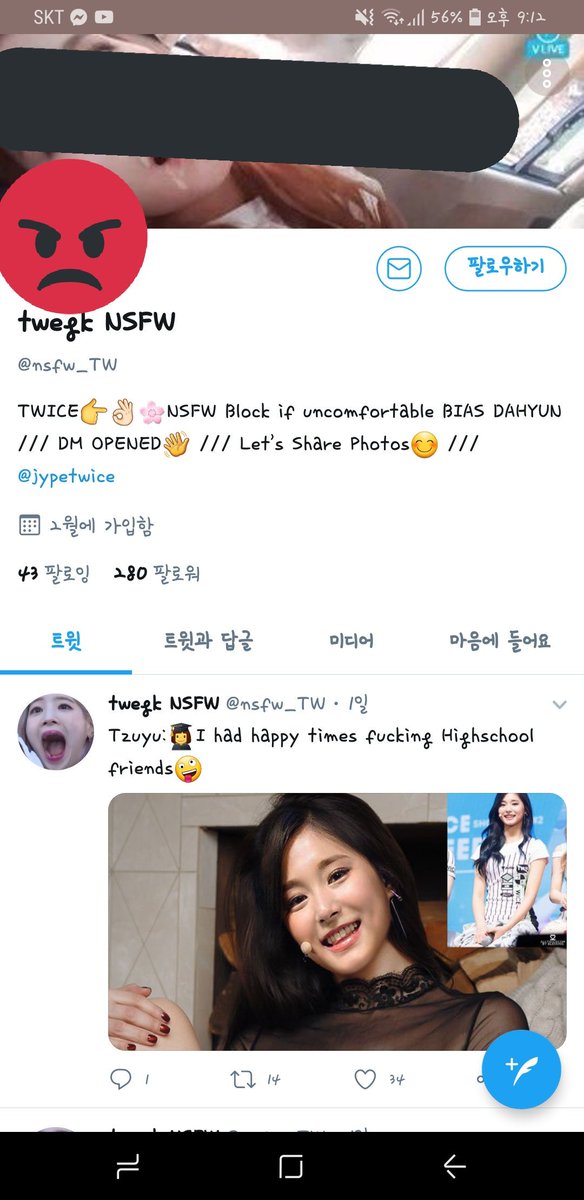 SKT 56% 오후 9:12
V LIVE
팔로우하기
twegk NSFW
@nsfw_TW
TWICE👉👌🌸NSFW Block if uncomfortable BIAS DAHYUN
/// DM OPENED👋 /// Let's Share Photos😊 ///
@jypetwice
2월에 가입함
43 팔로잉 280 팔로워
트윗 트윗과 답글 미디어 마음에 들어요
twegk NSFW @nsfw_TW · 1일
Tzuyu:👩‍🎓I had happy times fucking Highschool
friends🤪
1 14 34